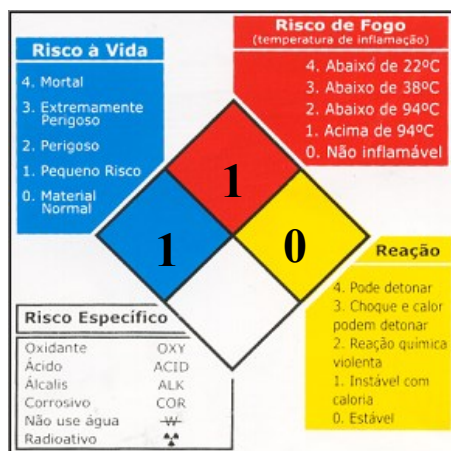 Risco à Vida
4. Mortal
3. Extremamente
Perigoso
2. Perigoso
1. Pequeno Risco
0. Material
Normal
Risco de Fogo
(temperatura de inflamação)
4. Abaixo de 22ºC
3. Abaixo de 38ºC
2. Abaixo de 94ºC
1. Acima de 94ºC
0. Não inflamável
1
1
0
Reação
4. Pode detonar
3. Choque e calor
podem detonar
2. Reação química
violenta
1. Instável com
caloria
0. Estável
Risco Específico
Oxidante OXY
Ácido ACID
Álcalis ALK
Corrosivo COR
Não use água W
Radioativo